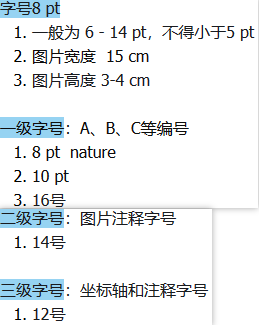 字号8 pt
1. 一般为 6 - 14 pt，不得小于5 pt
2. 图片宽度  15 cm
3. 图片高度 3-4 cm
一级字号：A、B、C等编号
1. 8 pt  nature
2. 10 pt
3. 16号
二级字号：图片注释字号
1. 14号
三级字号：坐标轴和注释字号
1. 12号